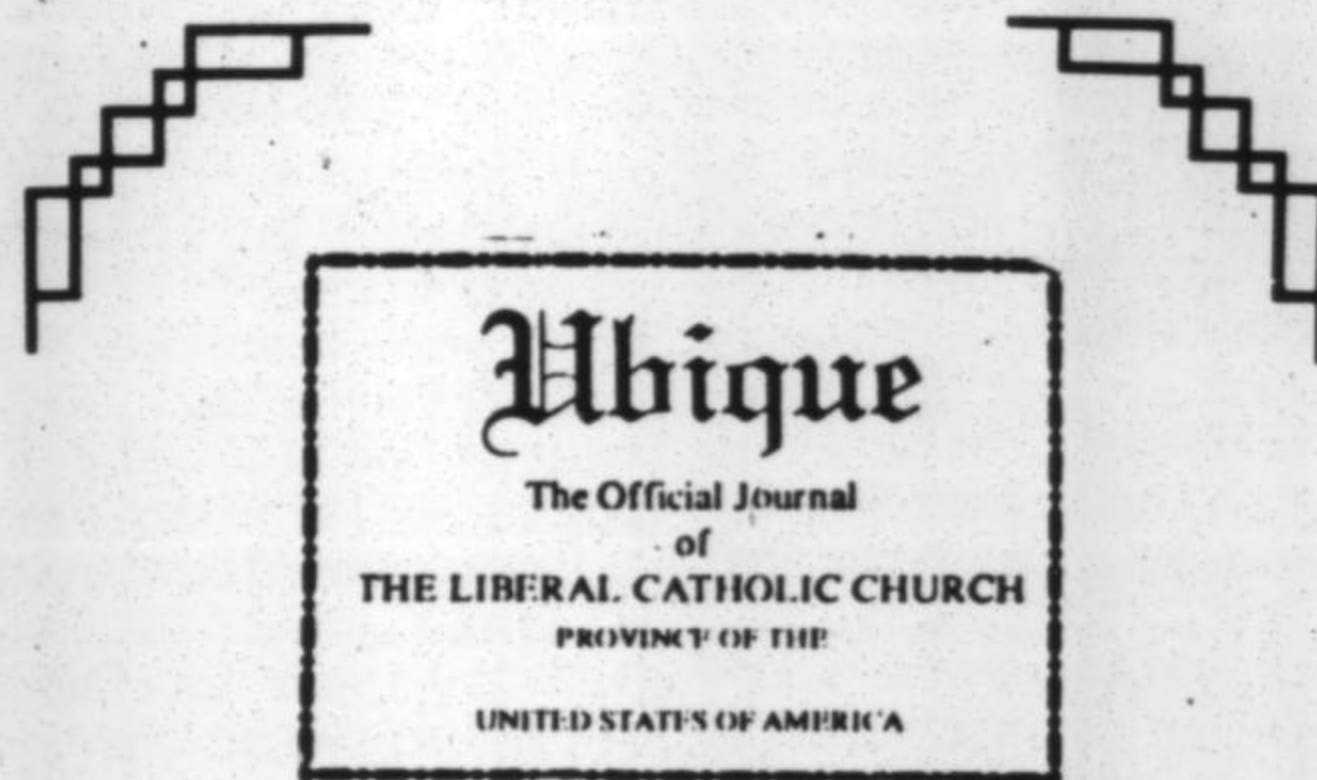 Ubique
The Official Journal
of
THE LIBERAL CATHOLIC CHURCH
PROVINCE OF THE
UNITED STATES OF AMERICA